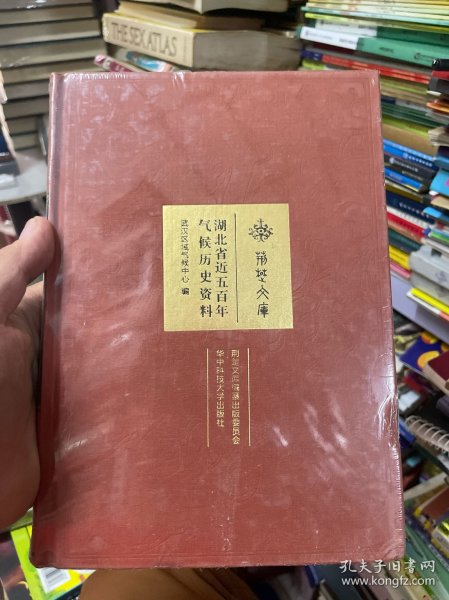 THE SEX ATLAS
荆楚文库
湖北省近五百年
气候历史资料
武汉区域气候中心 编
荆楚文库编纂出版委员会
华中科技大学出版社
孔夫子旧书网
www.kongfz.com